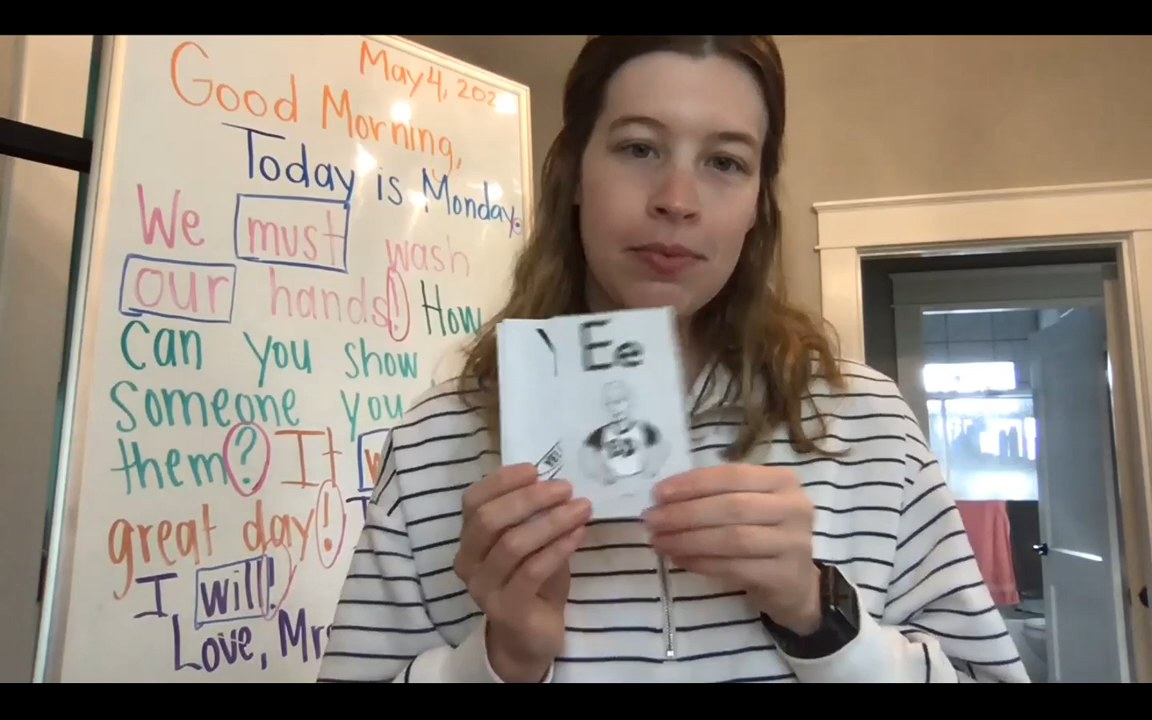 May 4, 202
Good Morning,
Today is Monday.
We must wash
our hands! How
can you show
someone you
them? It
great day!
I will!
Love, Mrs
Y Ee